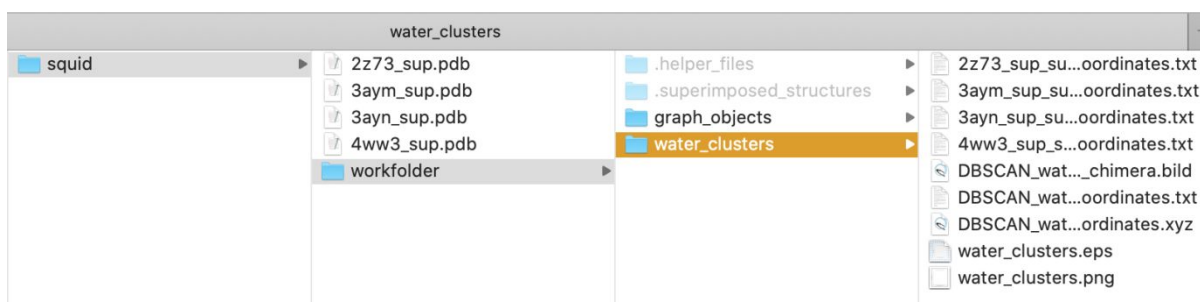 water_clusters
squid
2z73_sup.pdb
3aym_sup.pdb
3ayn_sup.pdb
4ww3_sup.pdb
workfolder
.helper_files
.superimposed_structures
graph_objects
water_clusters
2z73_sup_su...oordinates.txt
3aym_sup_su...oordinates.txt
3ayn_sup_su...oordinates.txt
4ww3_sup_s...oordinates.txt
DBSCAN_wat..._chimera.bild
DBSCAN_wat...oordinates.txt
DBSCAN_wat...ordinates.xyz
water_clusters.eps
water_clusters.png